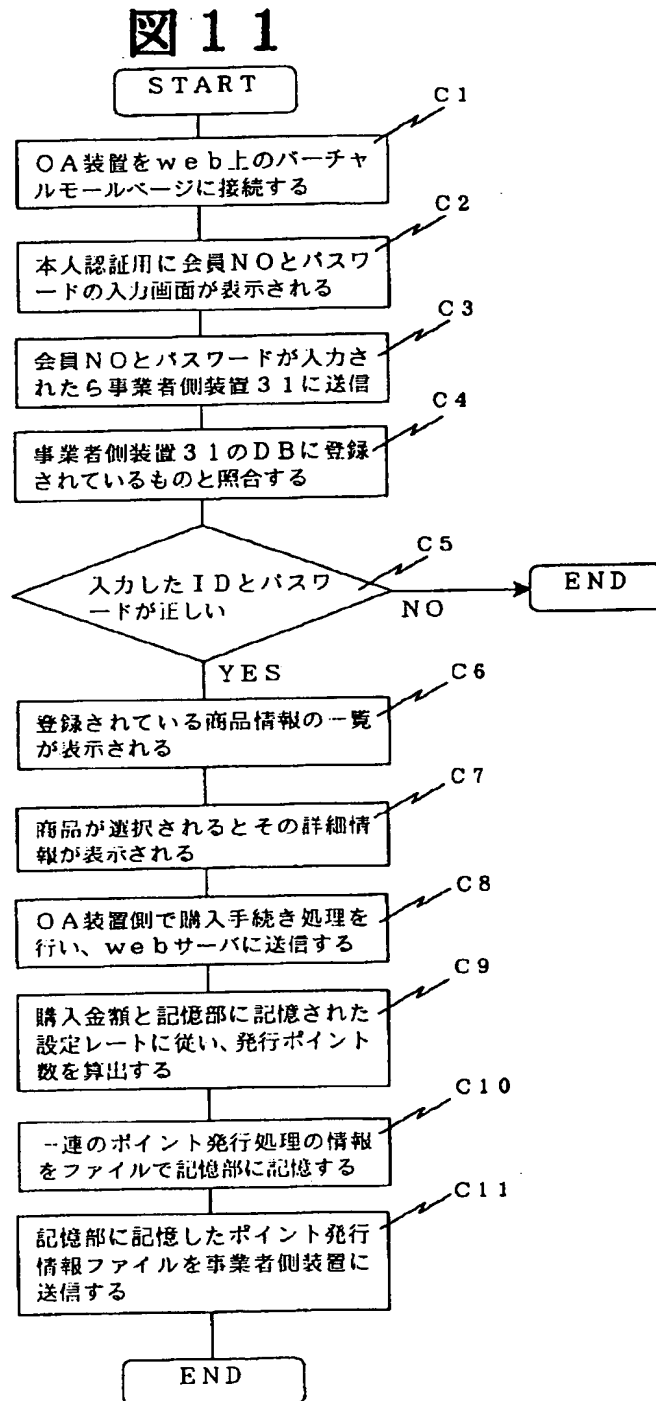 図11
START
C1
OA装置をweb上のバーチャ
ルモールページに接続する
C2
本人認証用に会員NOとパスワ
ードの入力画面が表示される
C3
会員NOとパスワードが入力さ
れたら事業者側装置31に送信
C4
事業者側装置31のDBに登録
されているものと照合する
C5
入力したIDとパスワ
ードが正しい
NO
END
YES
C6
登録されている商品情報の一覧
が表示される
C7
商品が選択されるとその詳細情
報が表示される
C8
OA装置側で購入手続き処理を
行い、webサーバに送信する
C9
購入金額と記憶部に記憶された
設定レートに従い、発行ポイント
数を算出する
C10
一連のポイント発行処理の情報
をファイルで記憶部に記憶する
C11
記憶部に記憶したポイント発行
情報ファイルを事業者側装置に
送信する
END